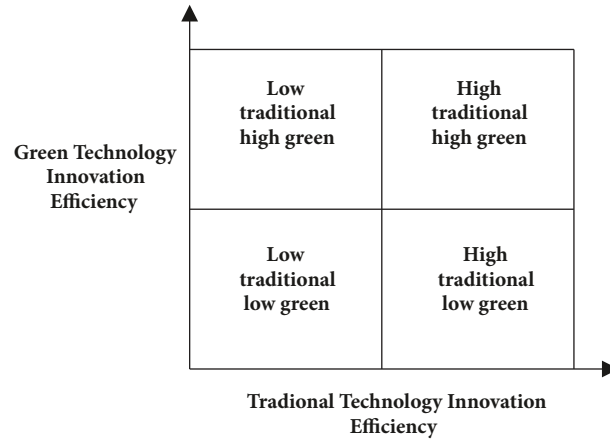 Green Technology
Innovation
Efficiency
Low
traditional
high green
High
traditional
high green
Low
traditional
low green
High
traditional
low green
Tradional Technology Innovation
Efficiency